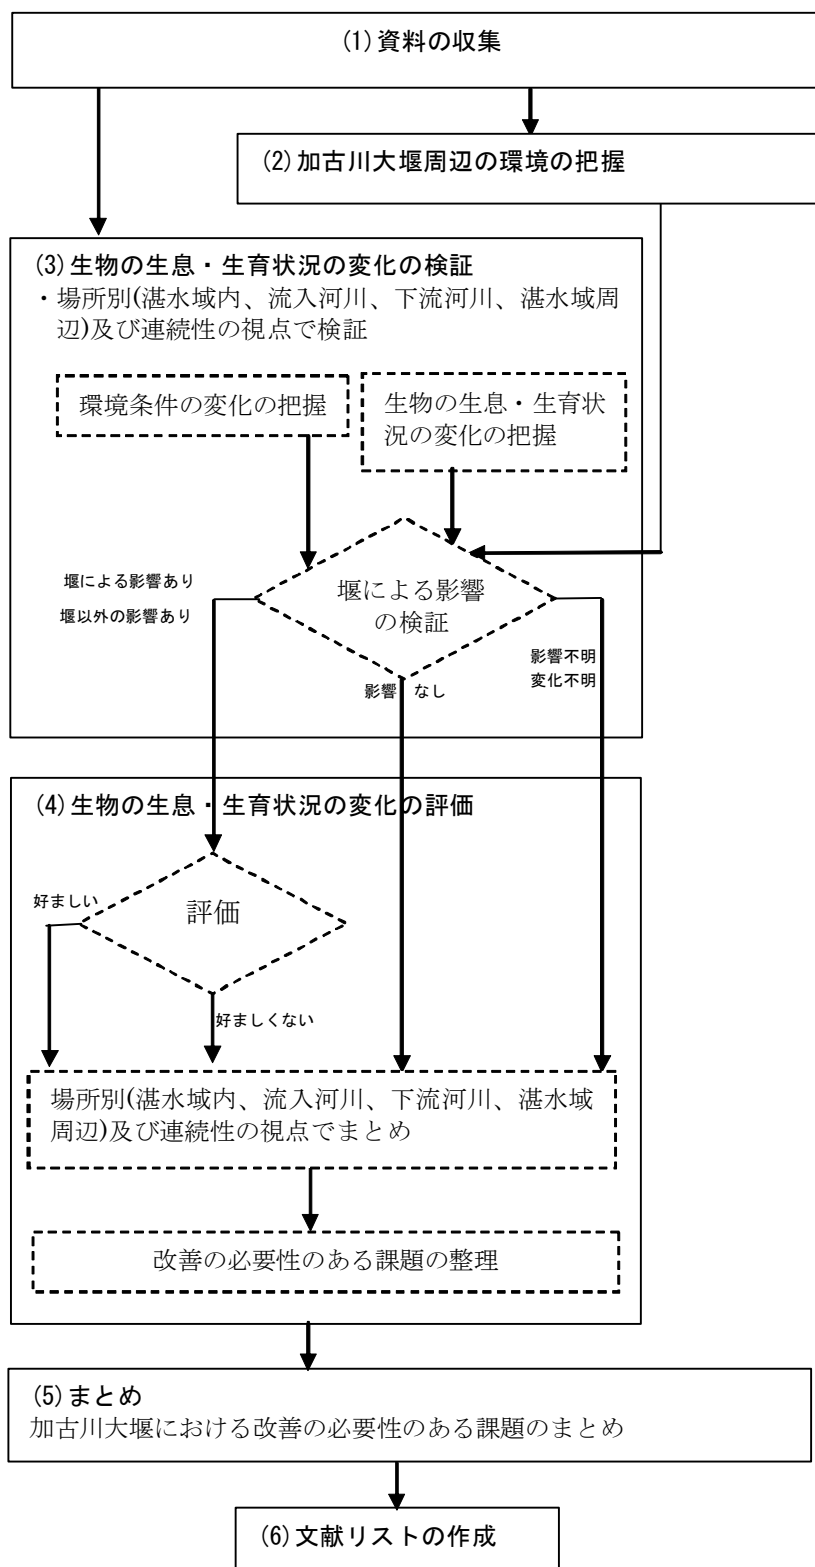 (1)資料の収集
(2)加古川大堰周辺の環境の把握
(3)生物の生息・生育状況の変化の検証
・場所別(湛水域内、流入河川、下流河川、湛水域周
辺)及び連続性の視点で検証
環境条件の変化の把握
生物の生息・生育状
況の変化の把握
堰による影響あり
堰以外の影響あり
堰による影響
の検証
影響不明
変化不明
影響 なし
(4)生物の生息・生育状況の変化の評価
好ましい
評価
好ましくない
場所別(湛水域内、流入河川、下流河川、湛水域
周辺)及び連続性の視点でまとめ
改善の必要性のある課題の整理
(5)まとめ
加古川大堰における改善の必要性のある課題のまとめ
(6)文献リストの作成